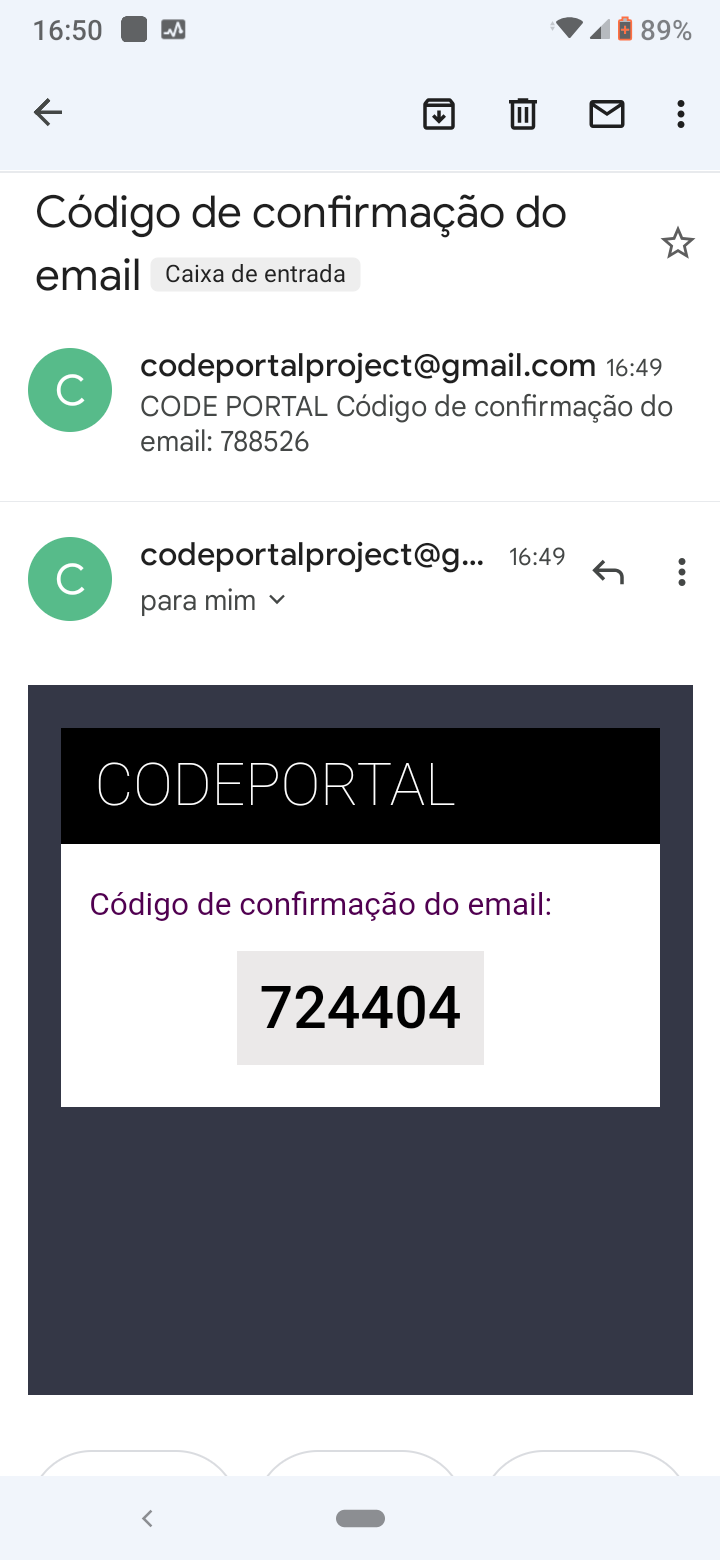 16:50
89%
Código de confirmação do
email Caixa de entrada
C
codeportalproject@gmail.com 16:49
CODE PORTAL Código de confirmação do
email: 788526
C
codeportalproject@g... 16:49
para mim
CODEPORTAL
Código de confirmação do email:
724404